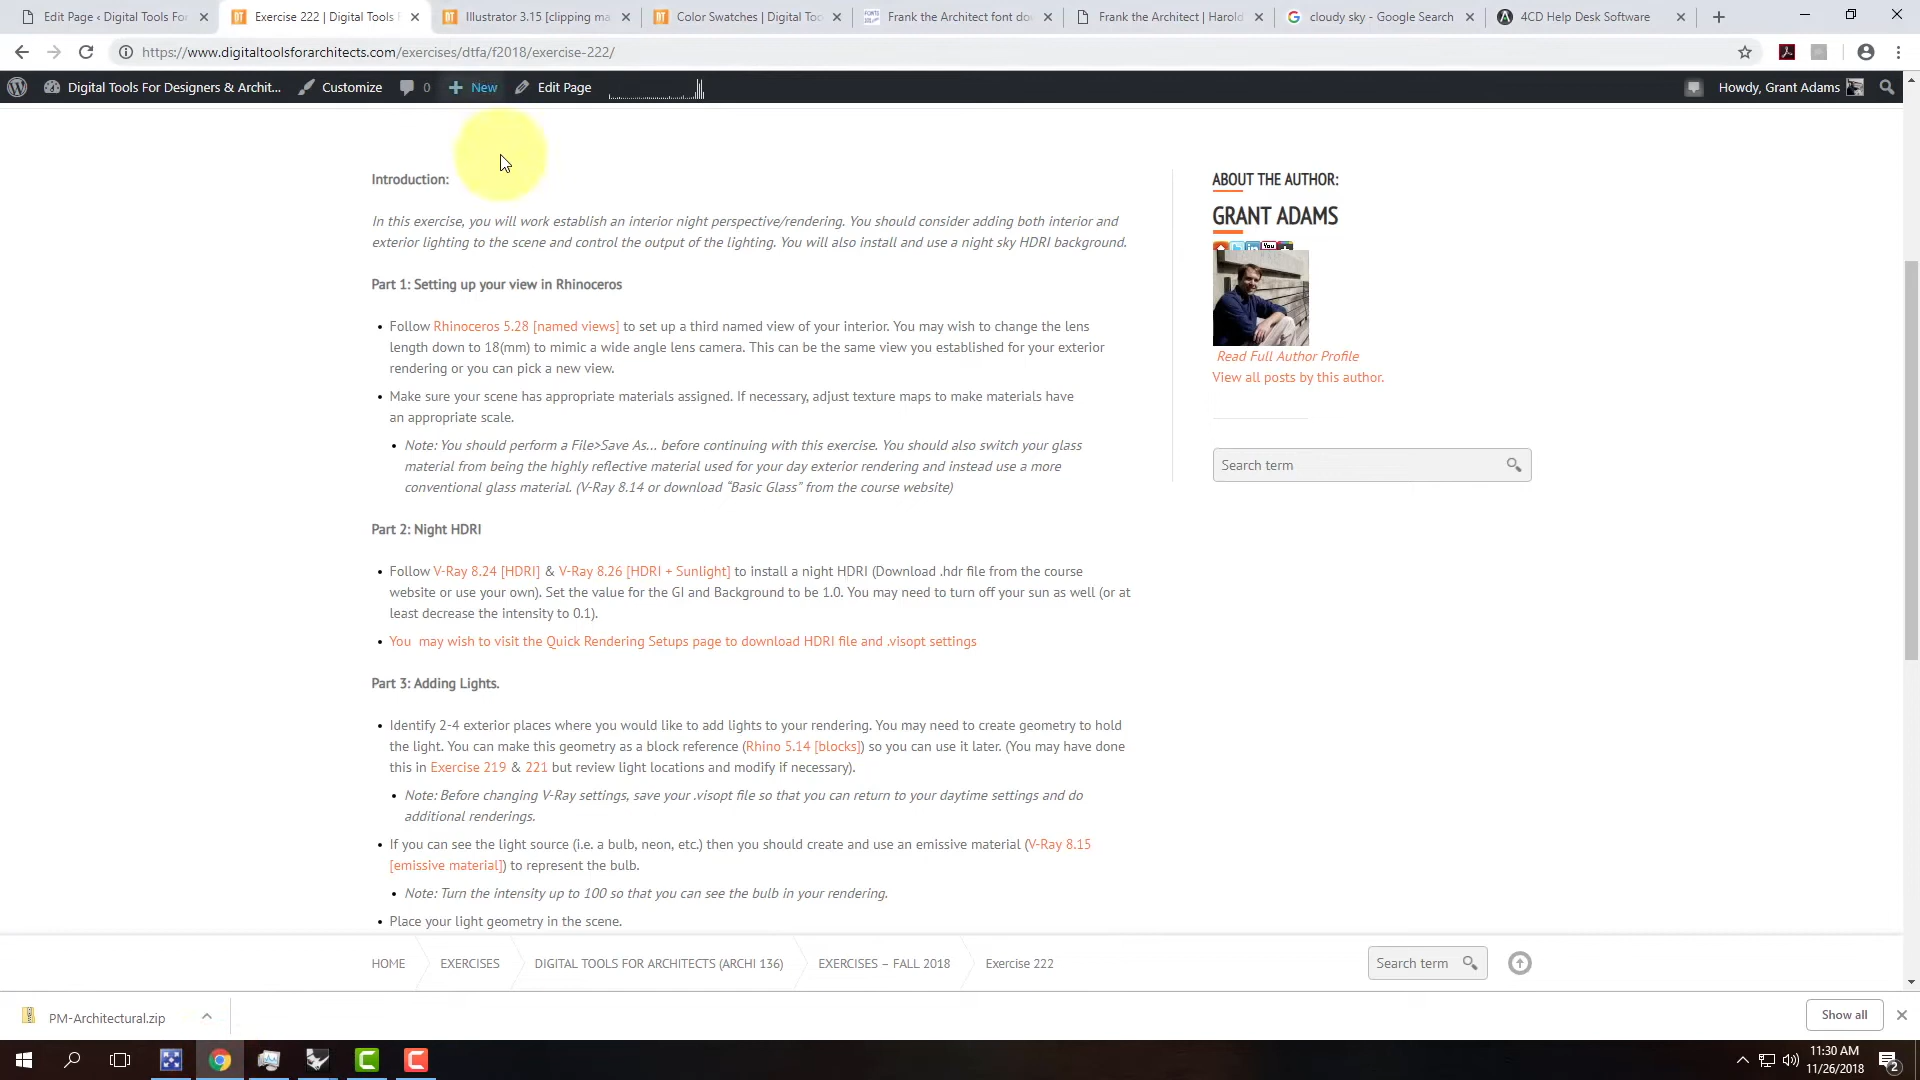 Edit Page ‹ Digital Tools Fo
Exercise 222 | Digital Tools
Illustrator 3.15 [clipping ma
Color Swatches | Digital Too
Frank the Architect font do
Frank the Architect | Harold
cloudy sky - Google Search
4CD Help Desk Software
https://www.digitaltoolsforarchitects.com/exercises/dtfa/f2018/exercise-222/
Digital Tools For Designers & Archit...
Customize
0
New
Edit Page
Howdy, Grant Adams
Introduction:
In this exercise, you will work establish an interior night perspective/rendering. You should consider adding both interior and
exterior lighting to the scene and control the output of the lighting. You will also install and use a night sky HDRI background.
Part 1: Setting up your view in Rhinoceros
Follow Rhinoceros 5.28 [named views] to set up a third named view of your interior. You may wish to change the lens
length down to 18(mm) to mimic a wide angle lens camera. This can be the same view you established for your exterior
rendering or you can pick a new view.
Make sure your scene has appropriate materials assigned. If necessary, adjust texture maps to make materials have
an appropriate scale.
Note: You should perform a File>Save As... before continuing with this exercise. You should also switch your glass
material from being the highly reflective material used for your day exterior rendering and instead use a more
conventional glass material. (V-Ray 8.14 or download “Basic Glass” from the course website)
Part 2: Night HDRI
Follow V-Ray 8.24 [HDRI] & V-Ray 8.26 [HDRI + Sunlight] to install a night HDRI (Download .hdr file from the course
website or use your own). Set the value for the GI and Background to be 1.0. You may need to turn off your sun as well (or at
least decrease the intensity to 0.1).
You may wish to visit the Quick Rendering Setups page to download HDRI file and .visopt settings
Part 3: Adding Lights.
Identify 2-4 exterior places where you would like to add lights to your rendering. You may need to create geometry to hold
the light. You can make this geometry as a block reference (Rhino 5.14 [blocks]) so you can use it later. (You may have done
this in Exercise 219 & 221 but review light locations and modify if necessary).
Note: Before changing V-Ray settings, save your .visopt file so that you can return to your daytime settings and do
additional renderings.
If you can see the light source (i.e. a bulb, neon, etc.) then you should create and use an emissive material (V-Ray 8.15
[emissive material]) to represent the bulb.
Note: Turn the intensity up to 100 so that you can see the bulb in your rendering.
Place your light geometry in the scene.
ABOUT THE AUTHOR:
GRANT ADAMS
Read Full Author Profile
View all posts by this author.
Search term
HOME
EXERCISES
DIGITAL TOOLS FOR ARCHITECTS (ARCHI 136)
EXERCISES – FALL 2018
Exercise 222
Search term
PM-Architectural.zip
Show all
11:30 AM
11/26/2018
2